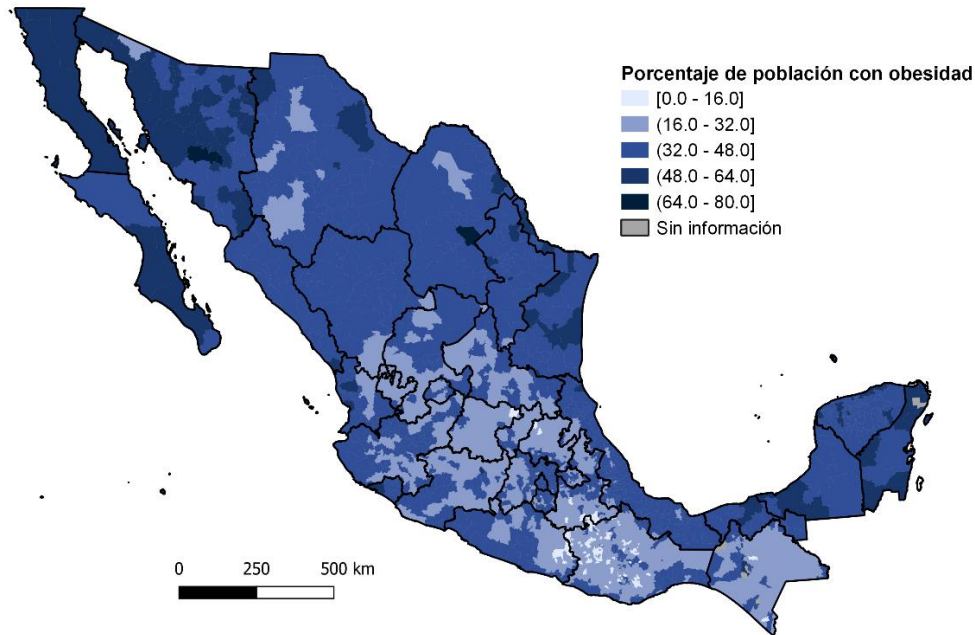 Porcentaje de población con obesidad
[0.0 - 16.0]
(16.0 - 32.0]
(32.0 - 48.0]
(48.0 - 64.0]
(64.0 - 80.0]
Sin información
0 250 500 km